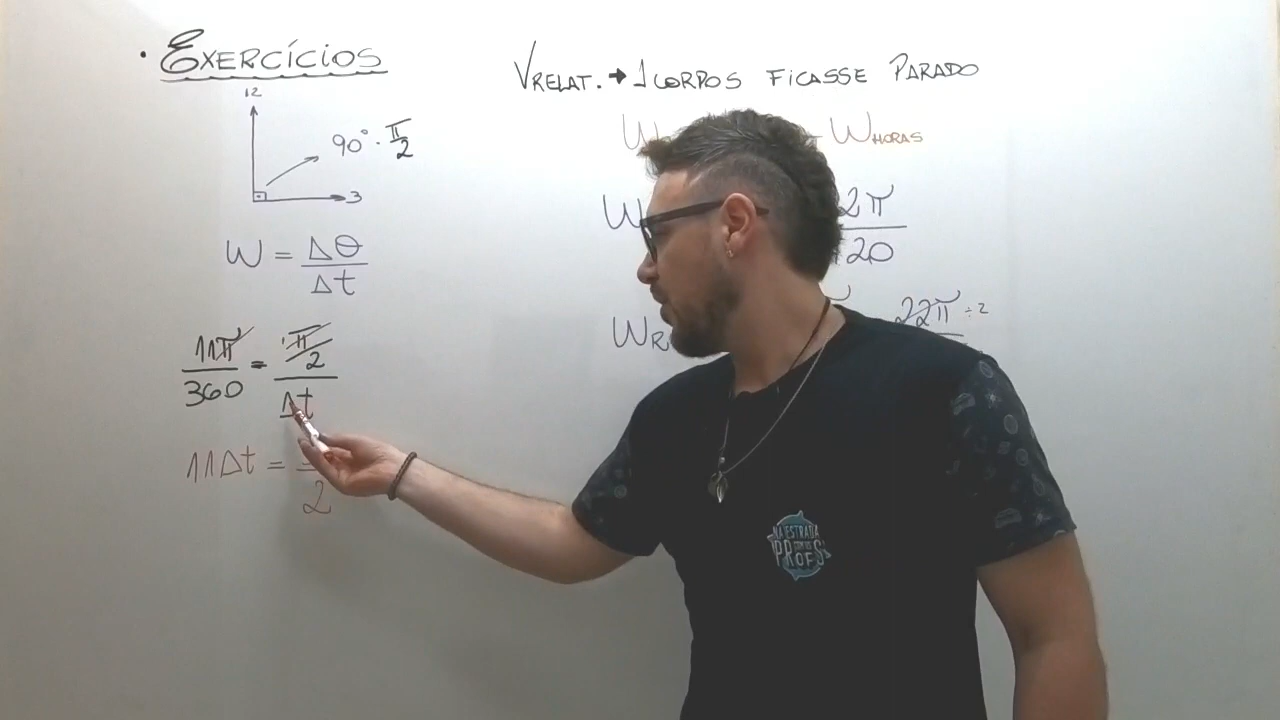 · EXERCÍCIOS
12
90° · π/2
3
W = Δθ/Δt
11π/360 = π/2/Δt
11Δt =
2
VRELAT. → 1 CORPOS FICASSE PARADO
W - WHORAS
W 2π
20
WR 22π ÷2
NA ESTRADA
COM OS
PROFS